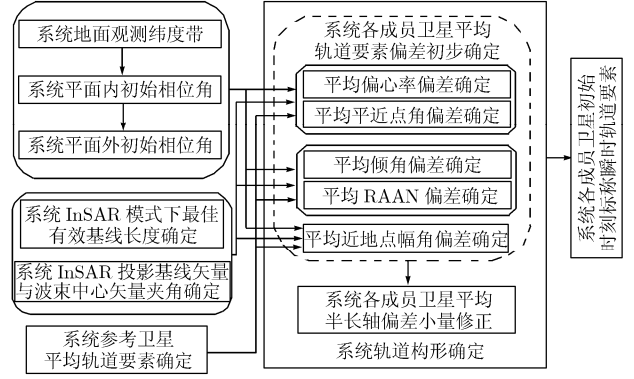 系统地面观测纬度带
系统平面内初始相位角
系统平面外初始相位角
系统 InSAR 模式下最佳
有效基线长度确定
系统 InSAR 投影基线矢量
与波束中心矢量夹角确定
系统参考卫星
平均轨道要素确定
系统各成员卫星平均
轨道要素偏差初步确定
平均偏心率偏差确定
平均平近点角偏差确定
平均倾角偏差确定
平均 RAAN 偏差确定
平均近地点幅角偏差确定
系统各成员卫星平均
半长轴偏差小量修正
系统轨道构形确定
系统各成员卫星初始
时刻标称瞬时轨道要素